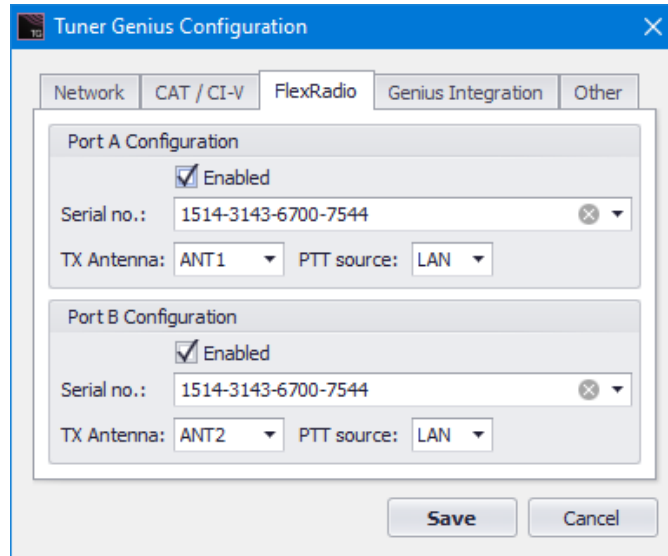 TG Tuner Genius Configuration
Network CAT / CI-V FlexRadio Genius Integration Other
Port A Configuration
Enabled
Serial no.: 1514-3143-6700-7544
TX Antenna: ANT1 PTT source: LAN
Port B Configuration
Enabled
Serial no.: 1514-3143-6700-7544
TX Antenna: ANT2 PTT source: LAN
Save Cancel